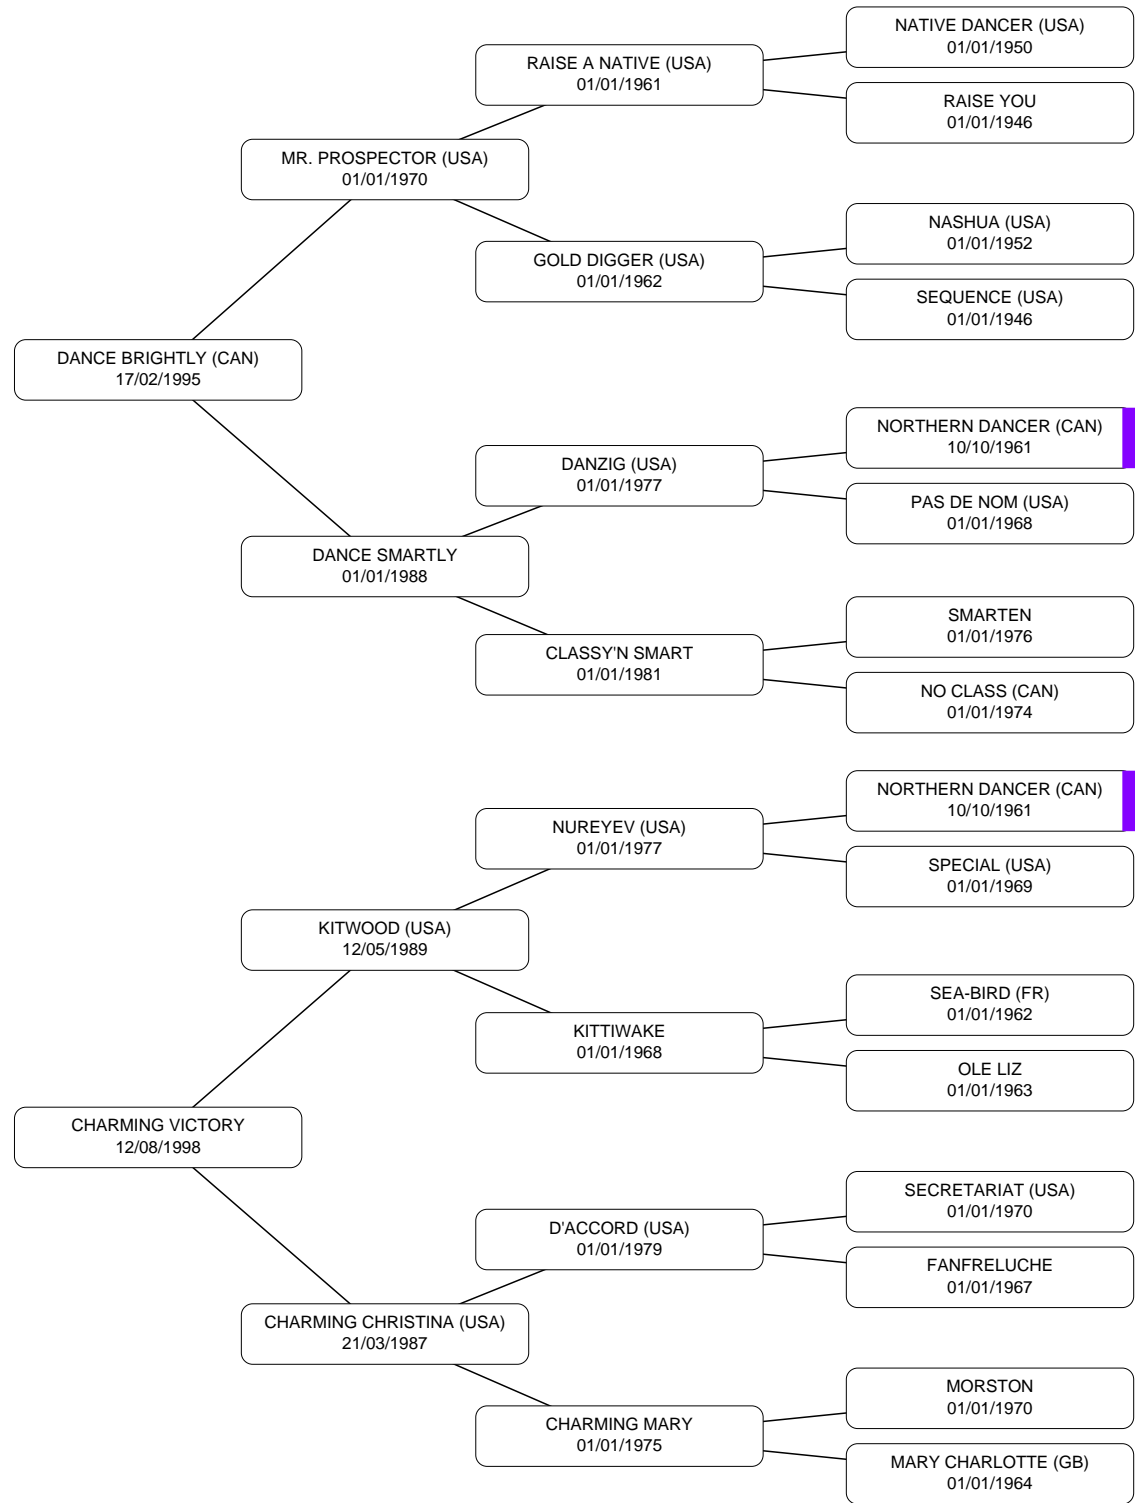 NATIVE DANCER (USA)
01/01/1950
RAISE A NATIVE (USA)
01/01/1961
RAISE YOU
01/01/1946
MR. PROSPECTOR (USA)
01/01/1970
NASHUA (USA)
01/01/1952
GOLD DIGGER (USA)
01/01/1962
SEQUENCE (USA)
01/01/1946
DANCE BRIGHTLY (CAN)
17/02/1995
NORTHERN DANCER (CAN)
10/10/1961
DANZIG (USA)
01/01/1977
PAS DE NOM (USA)
01/01/1968
DANCE SMARTLY
01/01/1988
SMARTEN
01/01/1976
CLASSY'N SMART
01/01/1981
NO CLASS (CAN)
01/01/1974
NORTHERN DANCER (CAN)
10/10/1961
NUREYEV (USA)
01/01/1977
SPECIAL (USA)
01/01/1969
KITWOOD (USA)
12/05/1989
SEA-BIRD (FR)
01/01/1962
KITTIWAKE
01/01/1968
OLE LIZ
01/01/1963
CHARMING VICTORY
12/08/1998
SECRETARIAT (USA)
01/01/1970
D'ACCORD (USA)
01/01/1979
FANFRELUCHE
01/01/1967
CHARMING CHRISTINA (USA)
21/03/1987
MORSTON
01/01/1970
CHARMING MARY
01/01/1975
MARY CHARLOTTE (GB)
01/01/1964